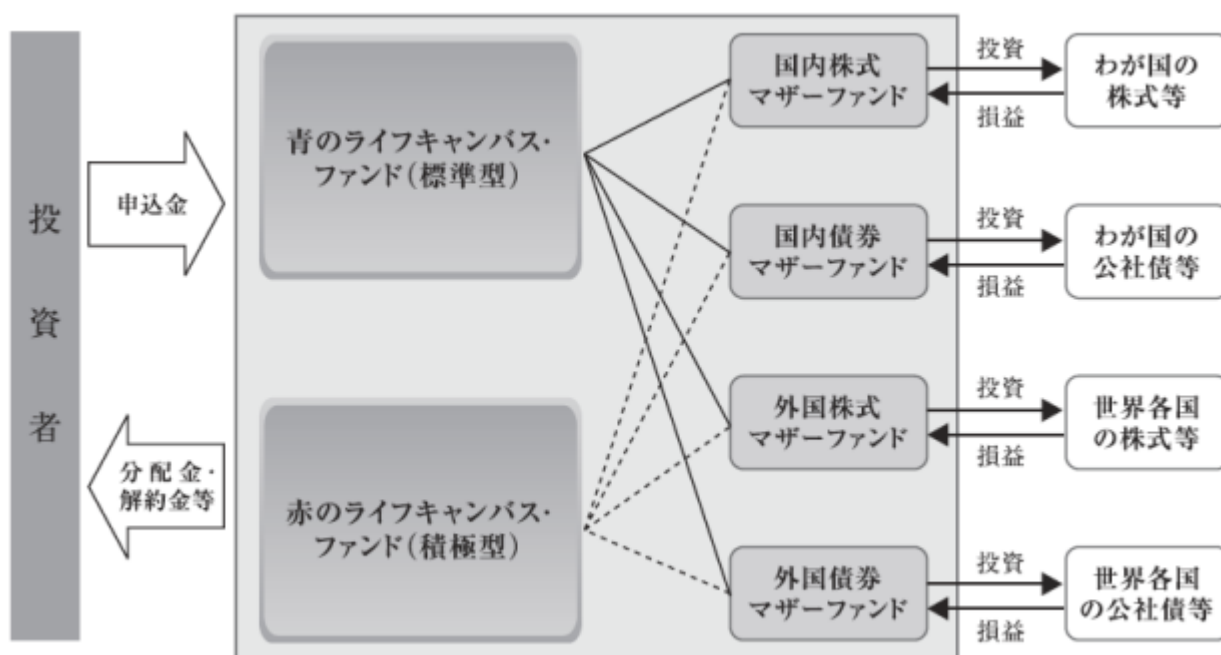 投資者
申込金
分配金・
解約金等
青のライフキャンバス・
ファンド(標準型)
赤のライフキャンバス・
ファンド(積極型)
国内株式
マザーファンド
投資
損益
わが国の
株式等
国内債券
マザーファンド
投資
損益
わが国の
公社債等
外国株式
マザーファンド
投資
損益
世界各国
の株式等
外国債券
マザーファンド
投資
損益
世界各国
の公社債等